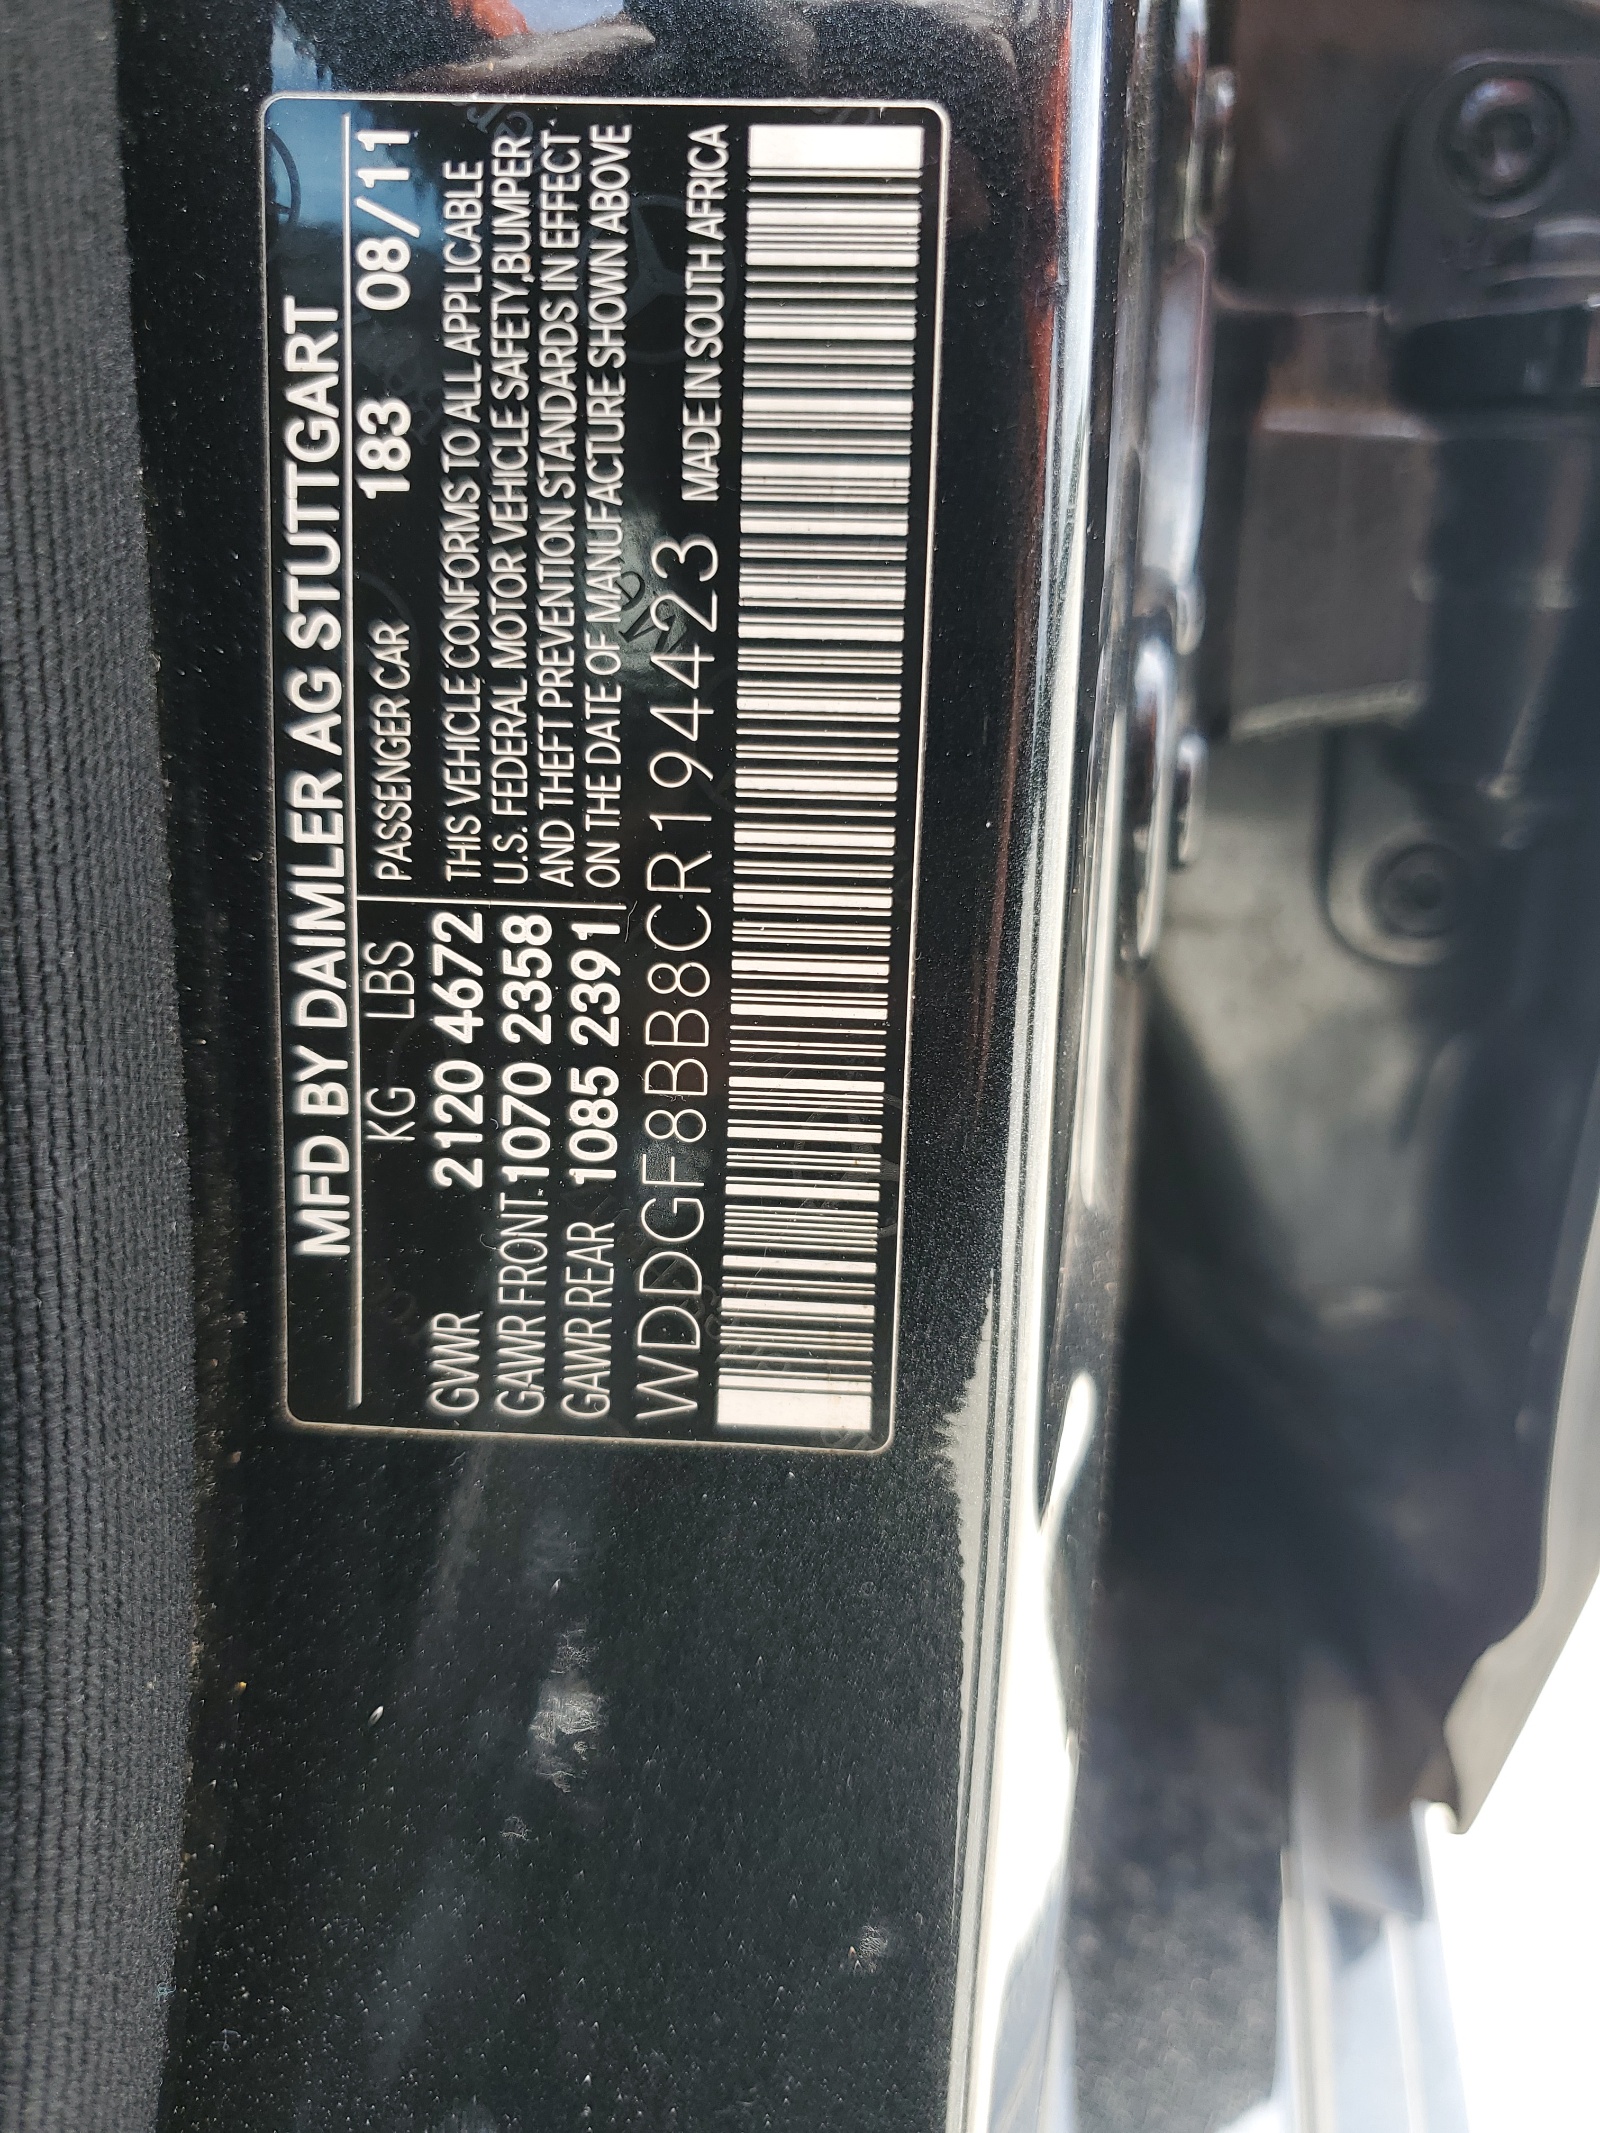 MFD BY DAIMLER AG STUTTGART
KG LBS PASSENGER CAR 183 08/11
GVWR 2120 4672 THIS VEHICLE CONFORMS TO ALL APPLICABLE
GAWR FRONT 1070 2358 U.S. FEDERAL MOTOR VEHICLE SAFETY,BUMPER,
GAWR REAR 1085 2391 AND THEFT PREVENTION STANDARDS IN EFFECT
ON THE DATE OF MANUFACTURE SHOWN ABOVE
WDDGF8BB8CR194423 MADE IN SOUTH AFRICA